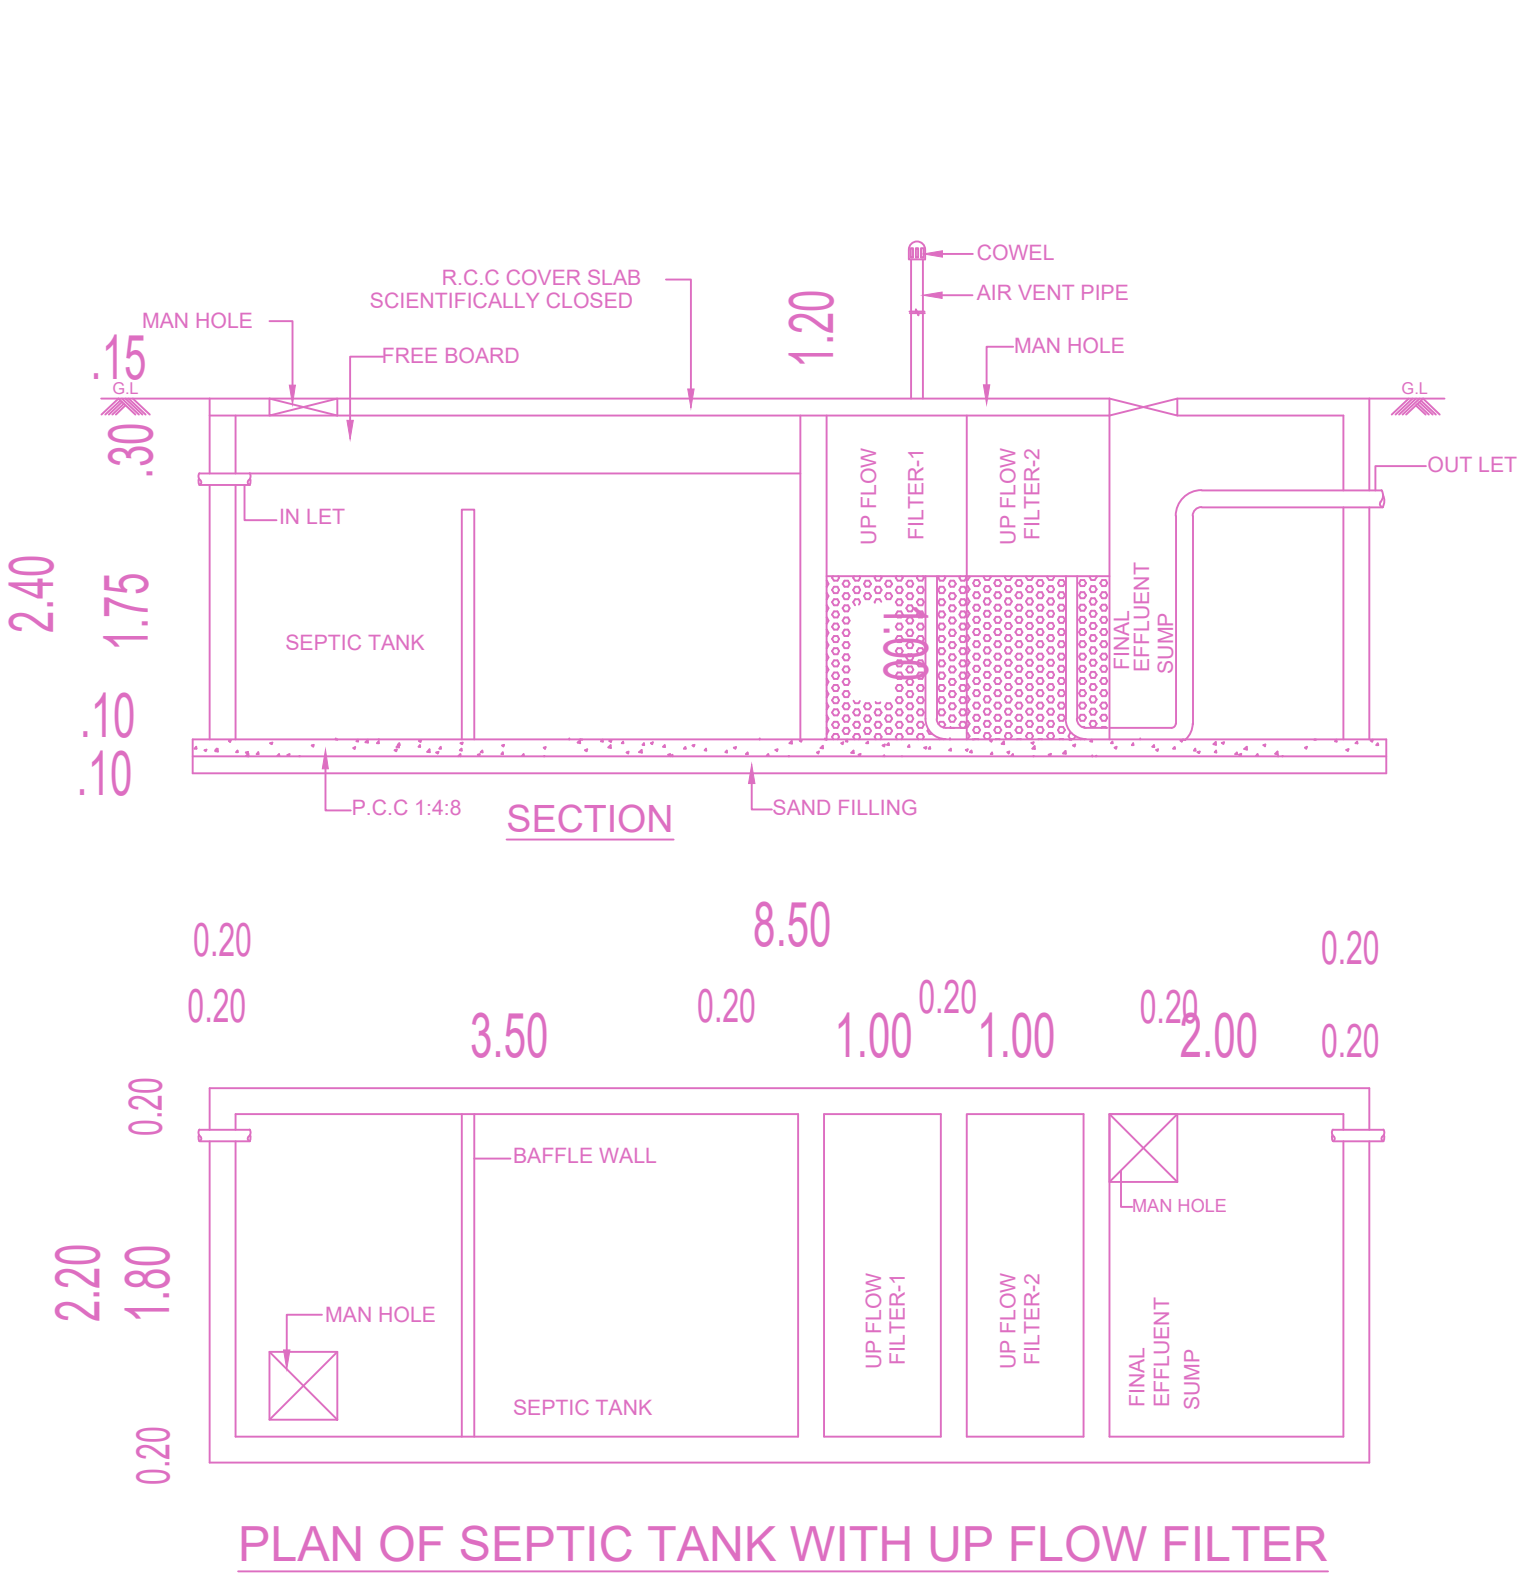 COWEL
R.C.C COVER SLAB
SCIENTIFICALLY CLOSED
AIR VENT PIPE
1.20
MAN HOLE
.15
FREE BOARD
MAN HOLE
G.L
G.L
.30
UP FLOW
FILTER-1
UP FLOW
FILTER-2
OUT LET
IN LET
2.40
1.75
SEPTIC TANK
1.00
FINAL
EFFLUENT
SUMP
.10
.10
P.C.C 1:4:8
SAND FILLING
SECTION
8.50
0.20
0.20
0.20
3.50
0.20
1.00
0.20
1.00
0.20
2.00
0.20
0.20
BAFFLE WALL
MAN HOLE
2.20
1.80
MAN HOLE
UP FLOW
FILTER-1
UP FLOW
FILTER-2
FINAL
EFFLUENT
SUMP
SEPTIC TANK
0.20
PLAN OF SEPTIC TANK WITH UP FLOW FILTER